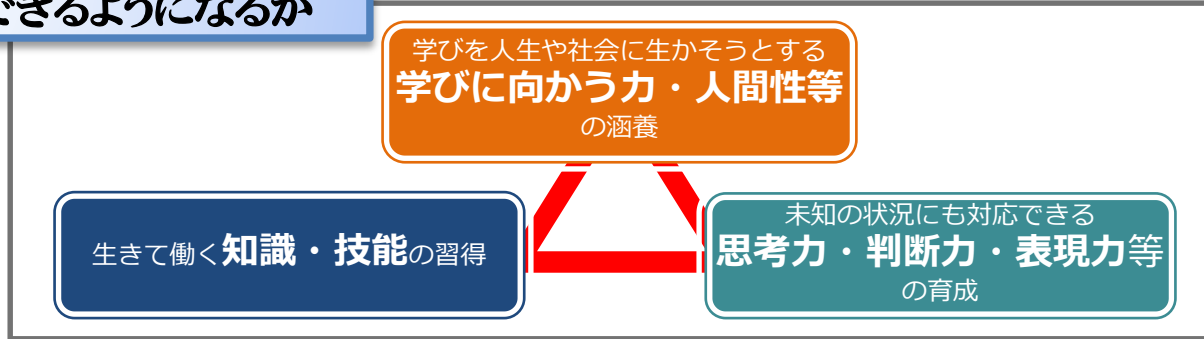 できるようになるか
学びを人生や社会に生かそうとする
学びに向かう力・人間性等
の涵養
生きて働く知識・技能の習得
未知の状況にも対応できる
思考力・判断力・表現力等
の育成